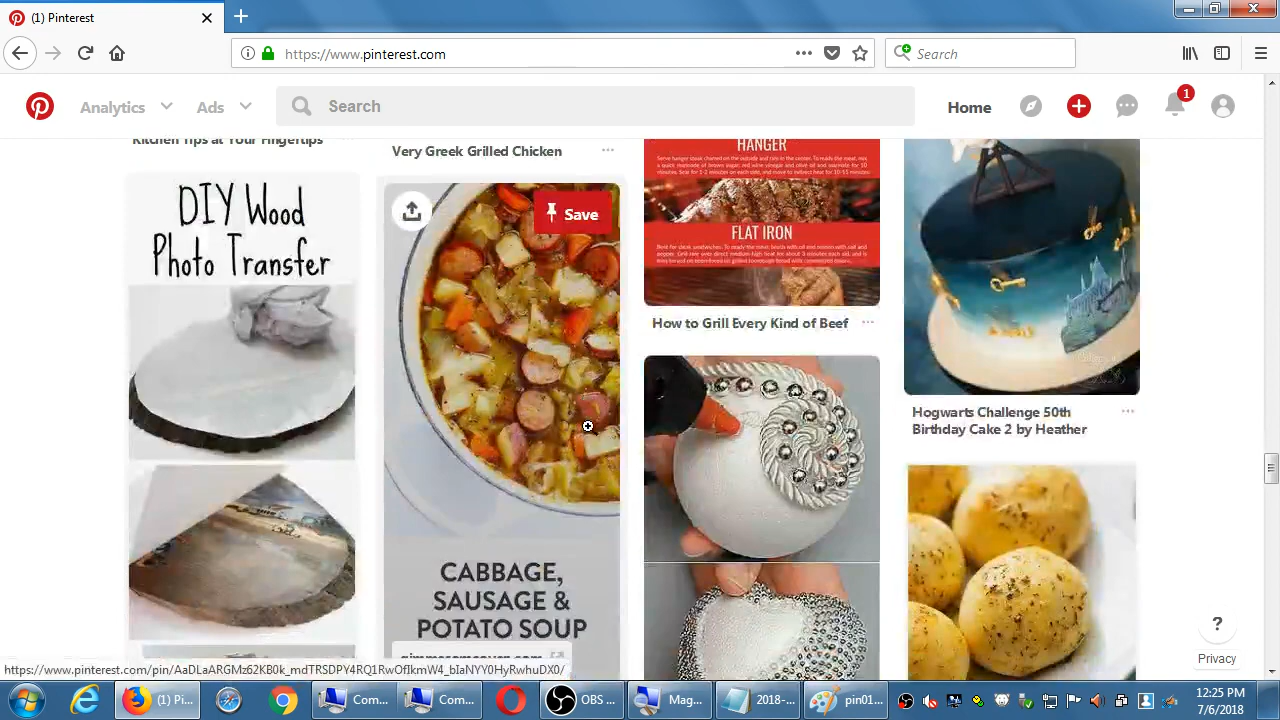 (1) Pinterest
https://www.pinterest.com
Search
Analytics
Ads
Search
Home
1
Kitchen Tips at Your Fingertips
DIY Wood
Photo Transfer
Very Greek Grilled Chicken
Save
CABBAGE,
SAUSAGE &
POTATO SOUP
HANGER
FLAT IRON
How to Grill Every Kind of Beef
Hogwarts Challenge 50th
Birthday Cake 2 by Heather
?
Privacy
https://www.pinterest.com/pin/AaDLaARGMz62KB0k_mdTRSDPY4RQ1RwOfIkmW4_bIaNYY0HyRwhuDX0/
(1) Pi...
Com...
Com...
OBS ...
Mag...
2018-...
pin01...
12:25 PM
7/6/2018